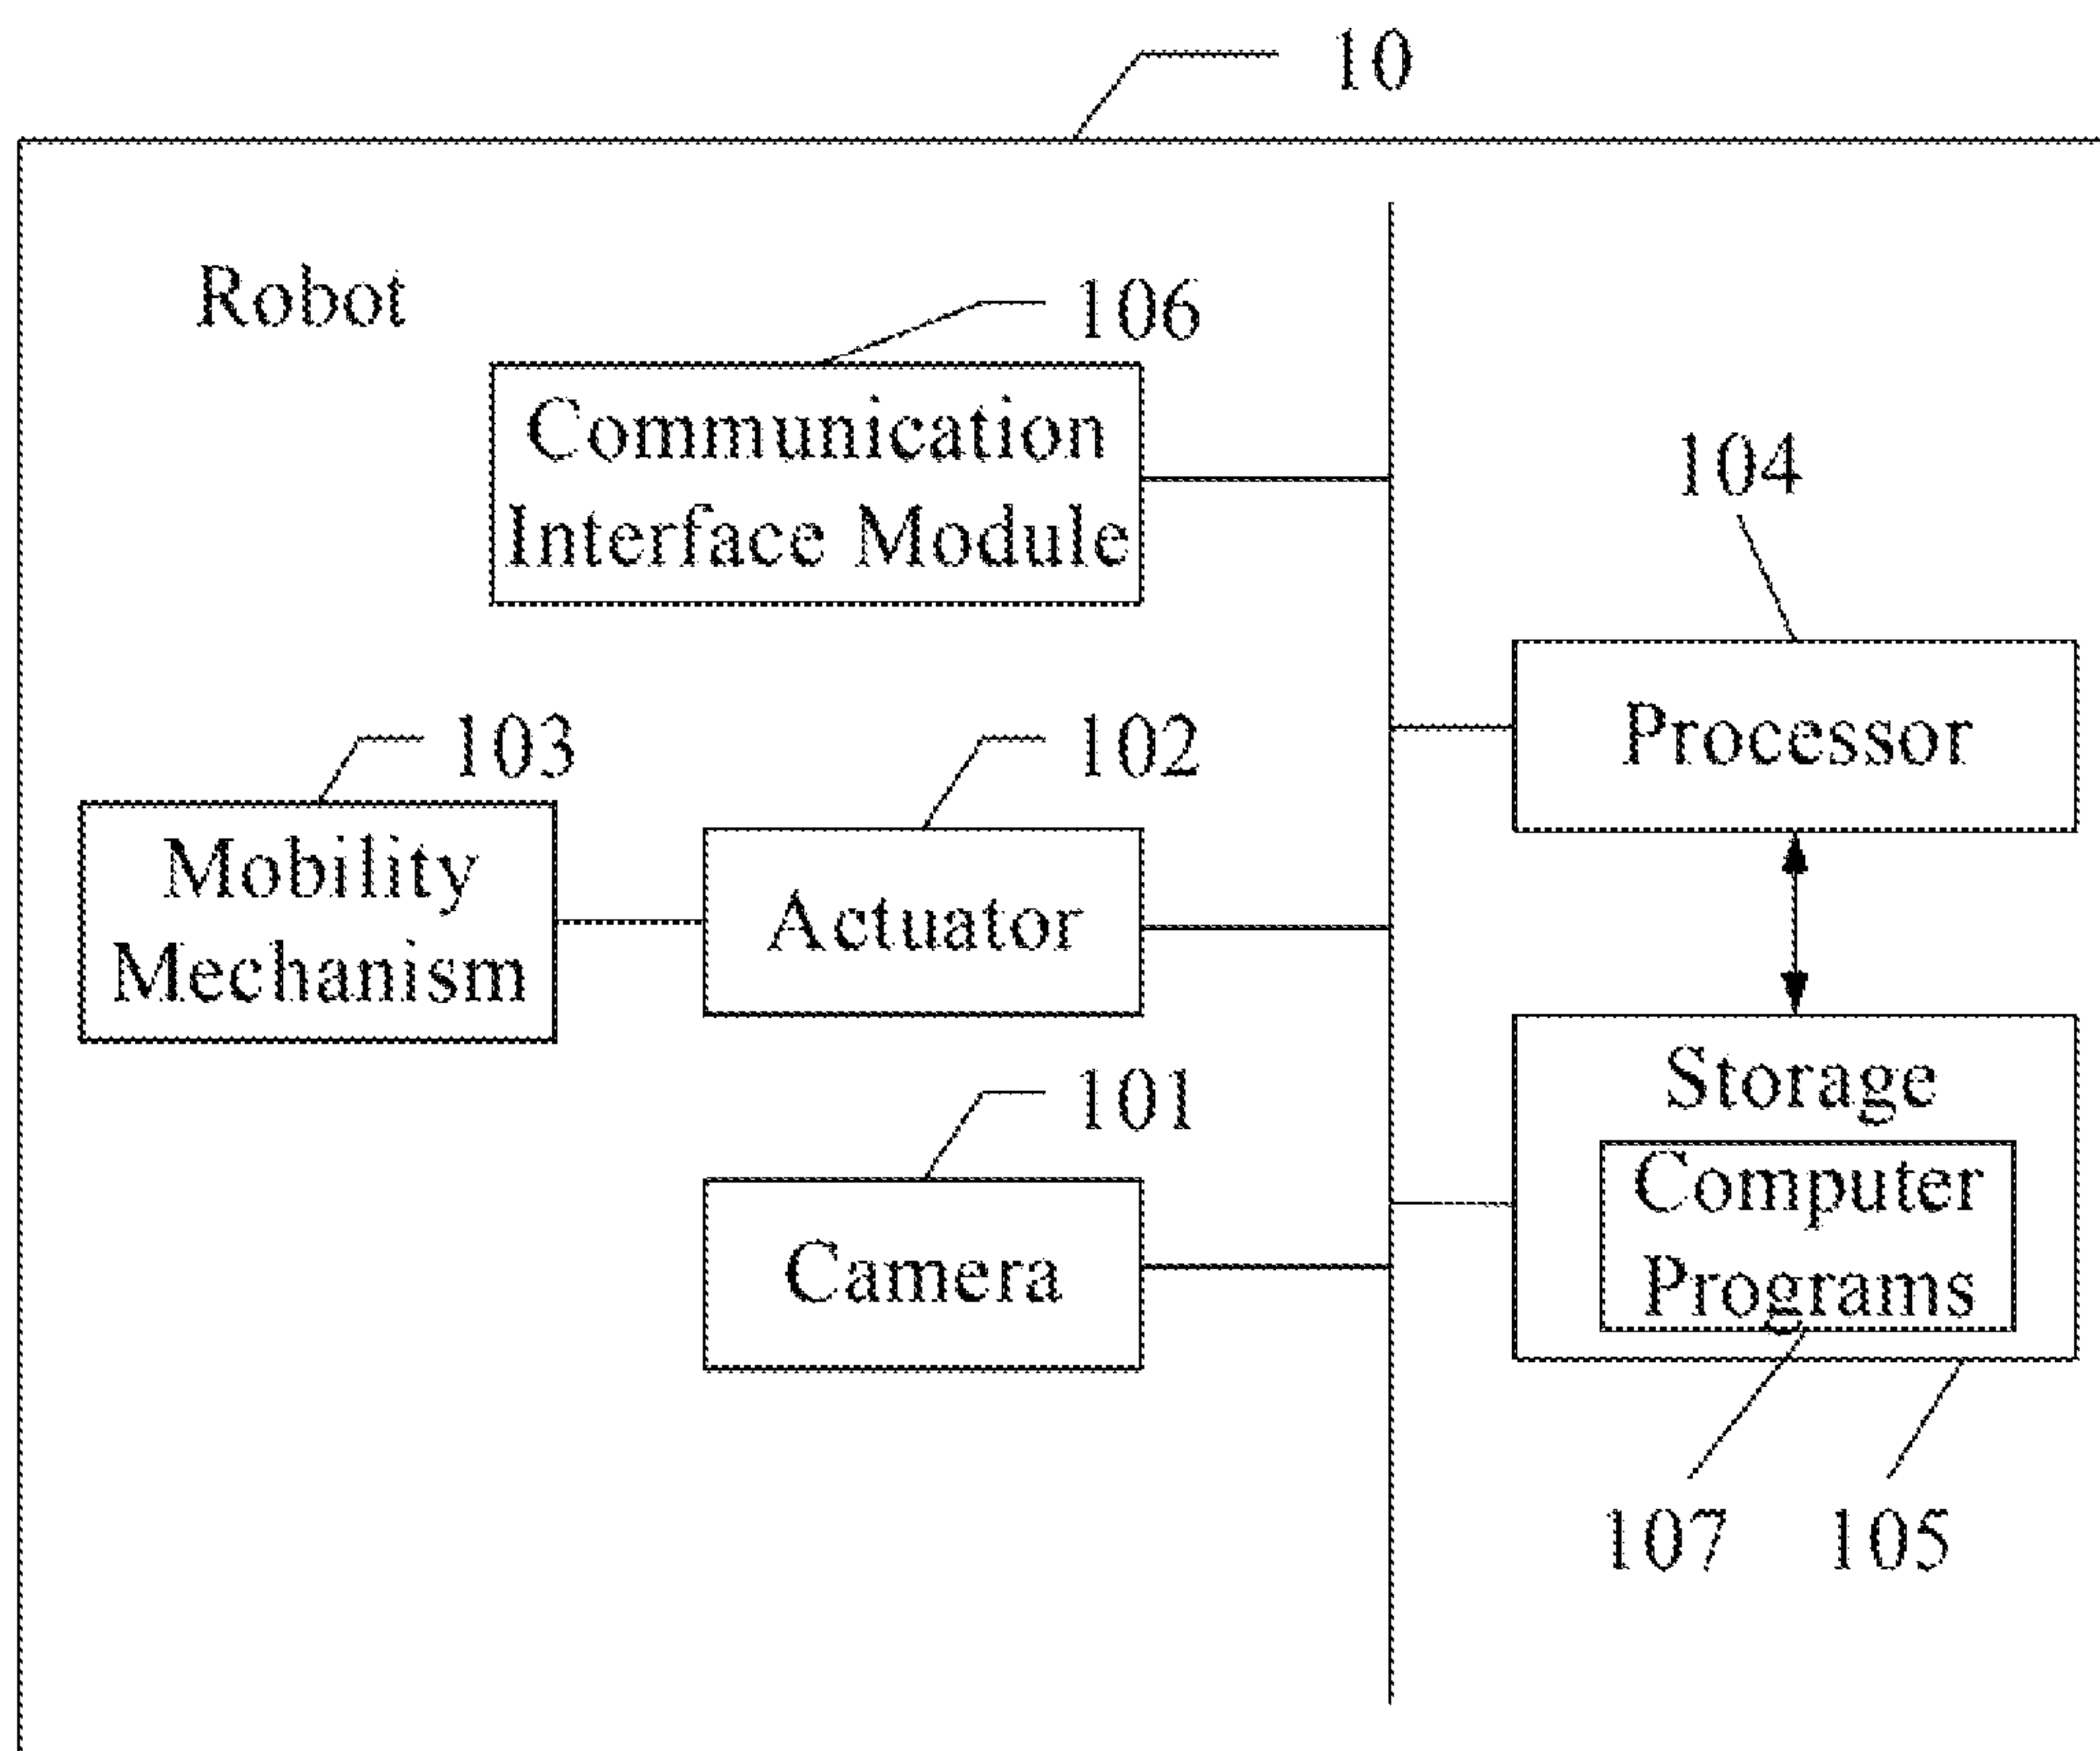 10
Robot
106
Communication
Interface Module
104
Processor
103
Mobility
Mechanism
102
Actuator
101
Camera
Storage
Computer
Programs
107
105